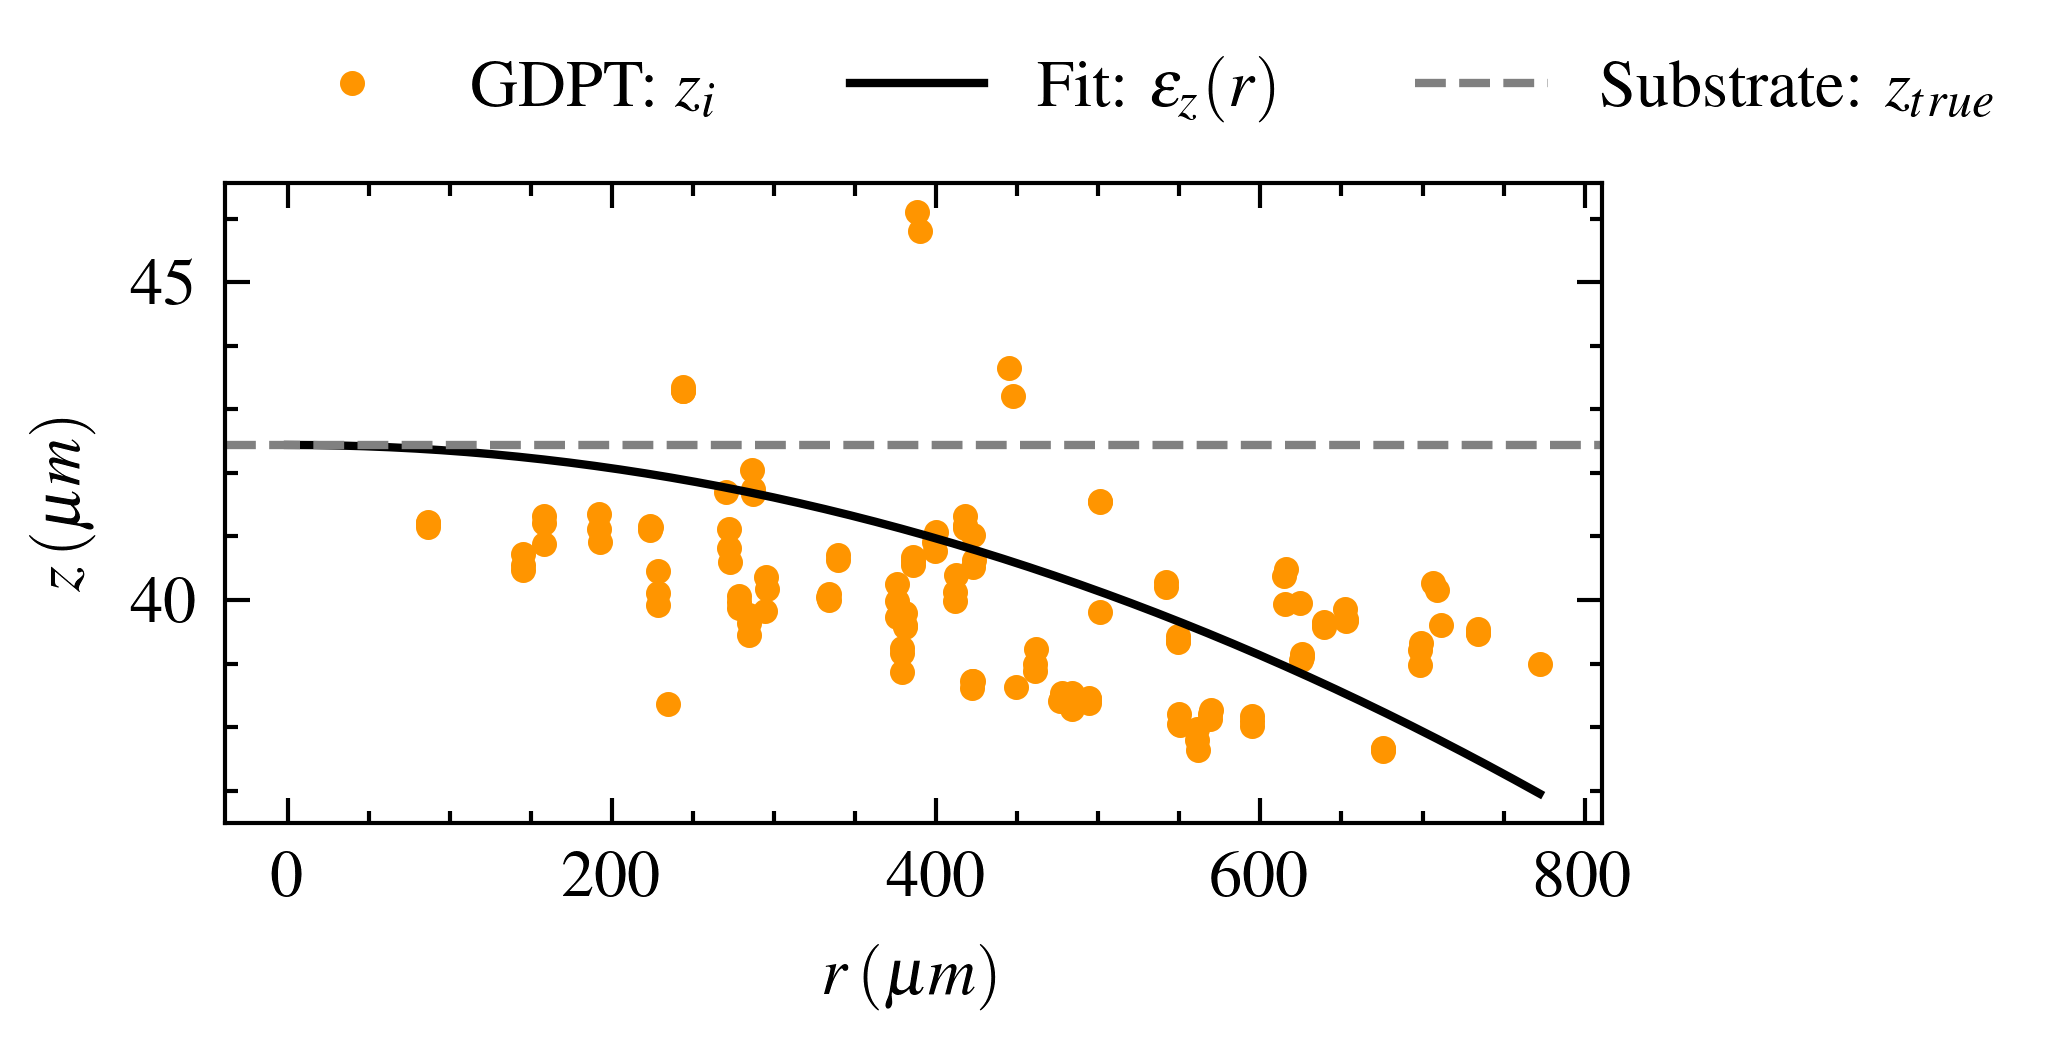 GDPT: z_i Fit: ε_z(r) Substrate: z_true
45
40
z (μm)
0 200 400 600 800
r (μm)